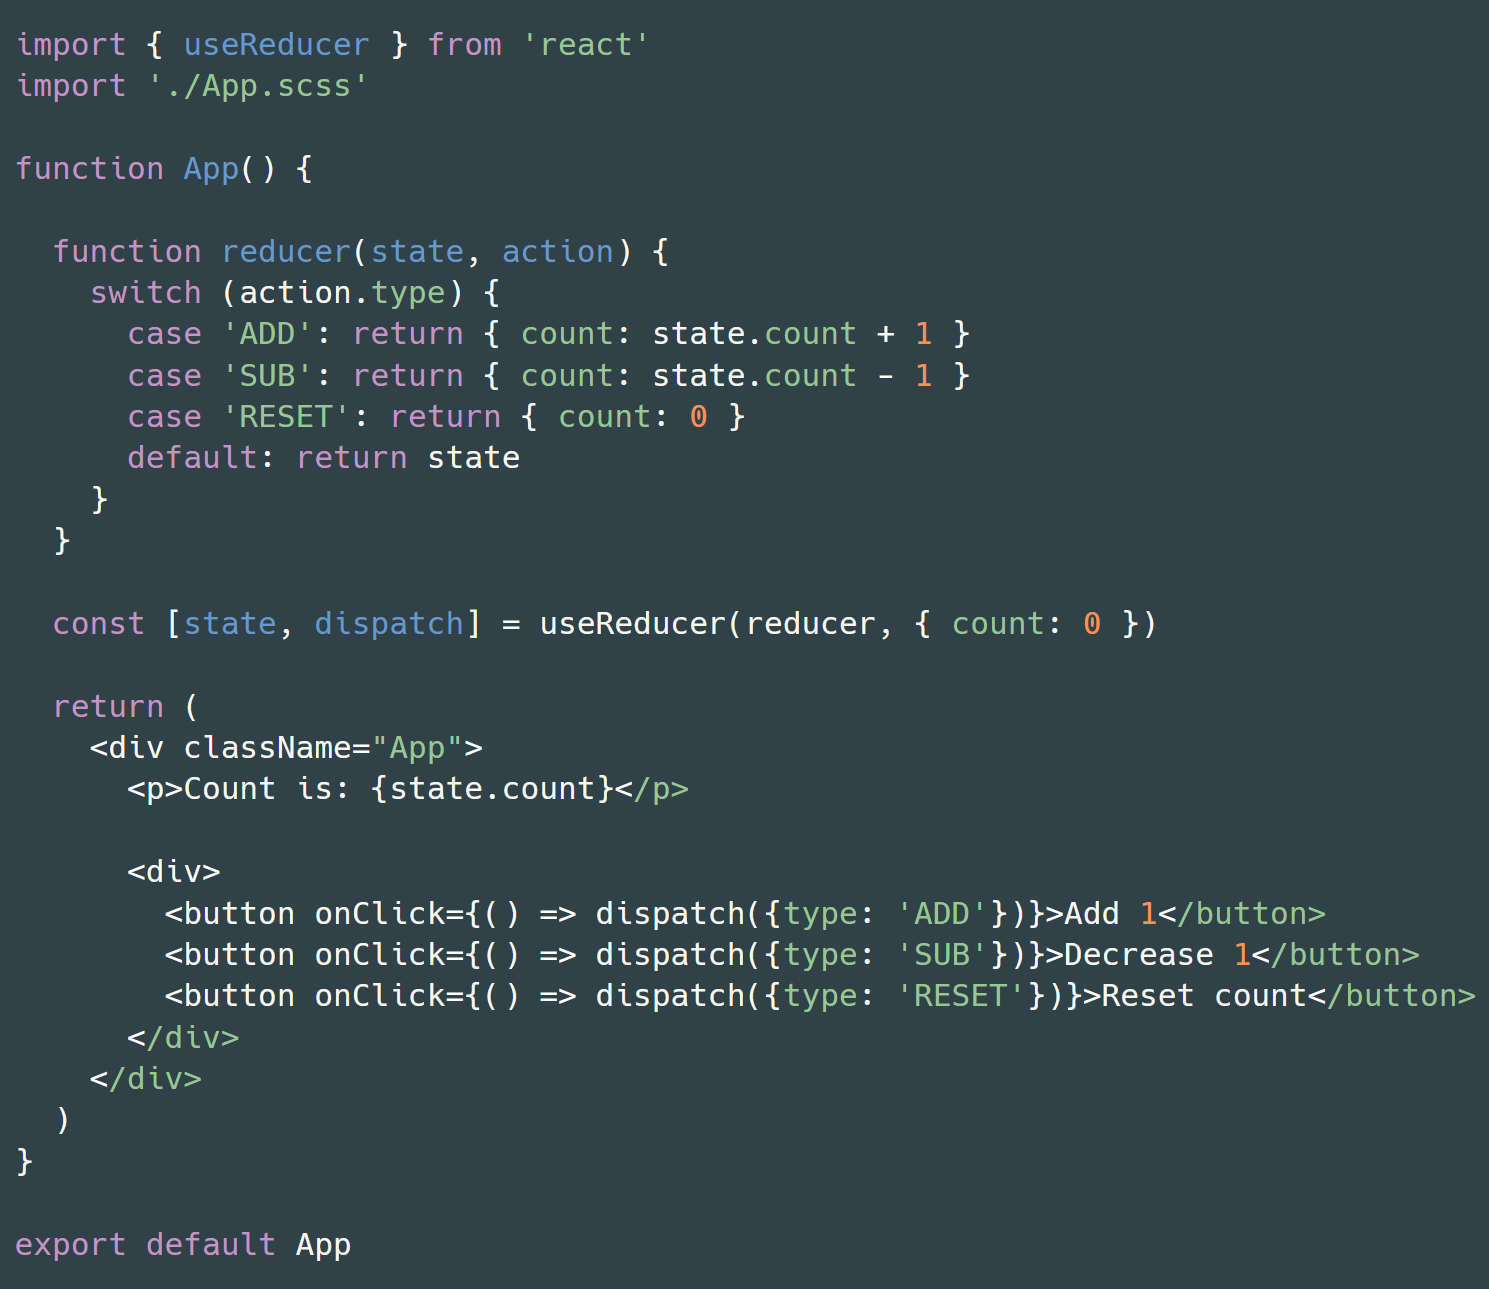 import { useReducer } from 'react'
import './App.scss'

function App() {

  function reducer(state, action) {
    switch (action.type) {
      case 'ADD': return { count: state.count + 1 }
      case 'SUB': return { count: state.count - 1 }
      case 'RESET': return { count: 0 }
      default: return state
    }
  }

  const [state, dispatch] = useReducer(reducer, { count: 0 })

  return (
    <div className="App">
      <p>Count is: {state.count}</p>

      <div>
        <button onClick={() => dispatch({type: 'ADD'})}>Add 1</button>
        <button onClick={() => dispatch({type: 'SUB'})}>Decrease 1</button>
        <button onClick={() => dispatch({type: 'RESET'})}>Reset count</button>
      </div>
    </div>
  )
}

export default App